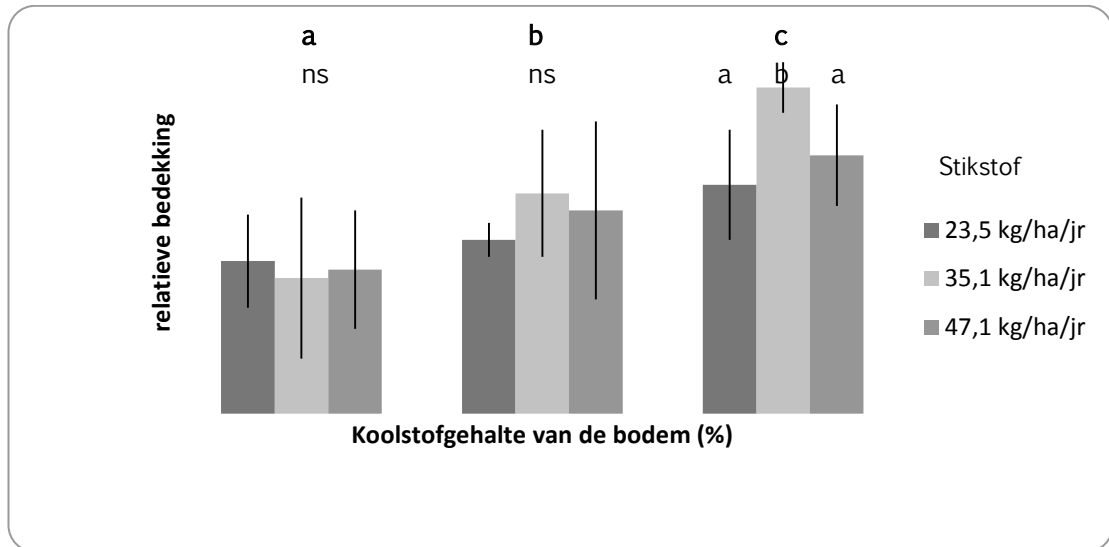 a b c
ns ns a b a
relatieve bedekking
Stikstof
23,5 kg/ha/jr
35,1 kg/ha/jr
47,1 kg/ha/jr
Koolstofgehalte van de bodem (%)